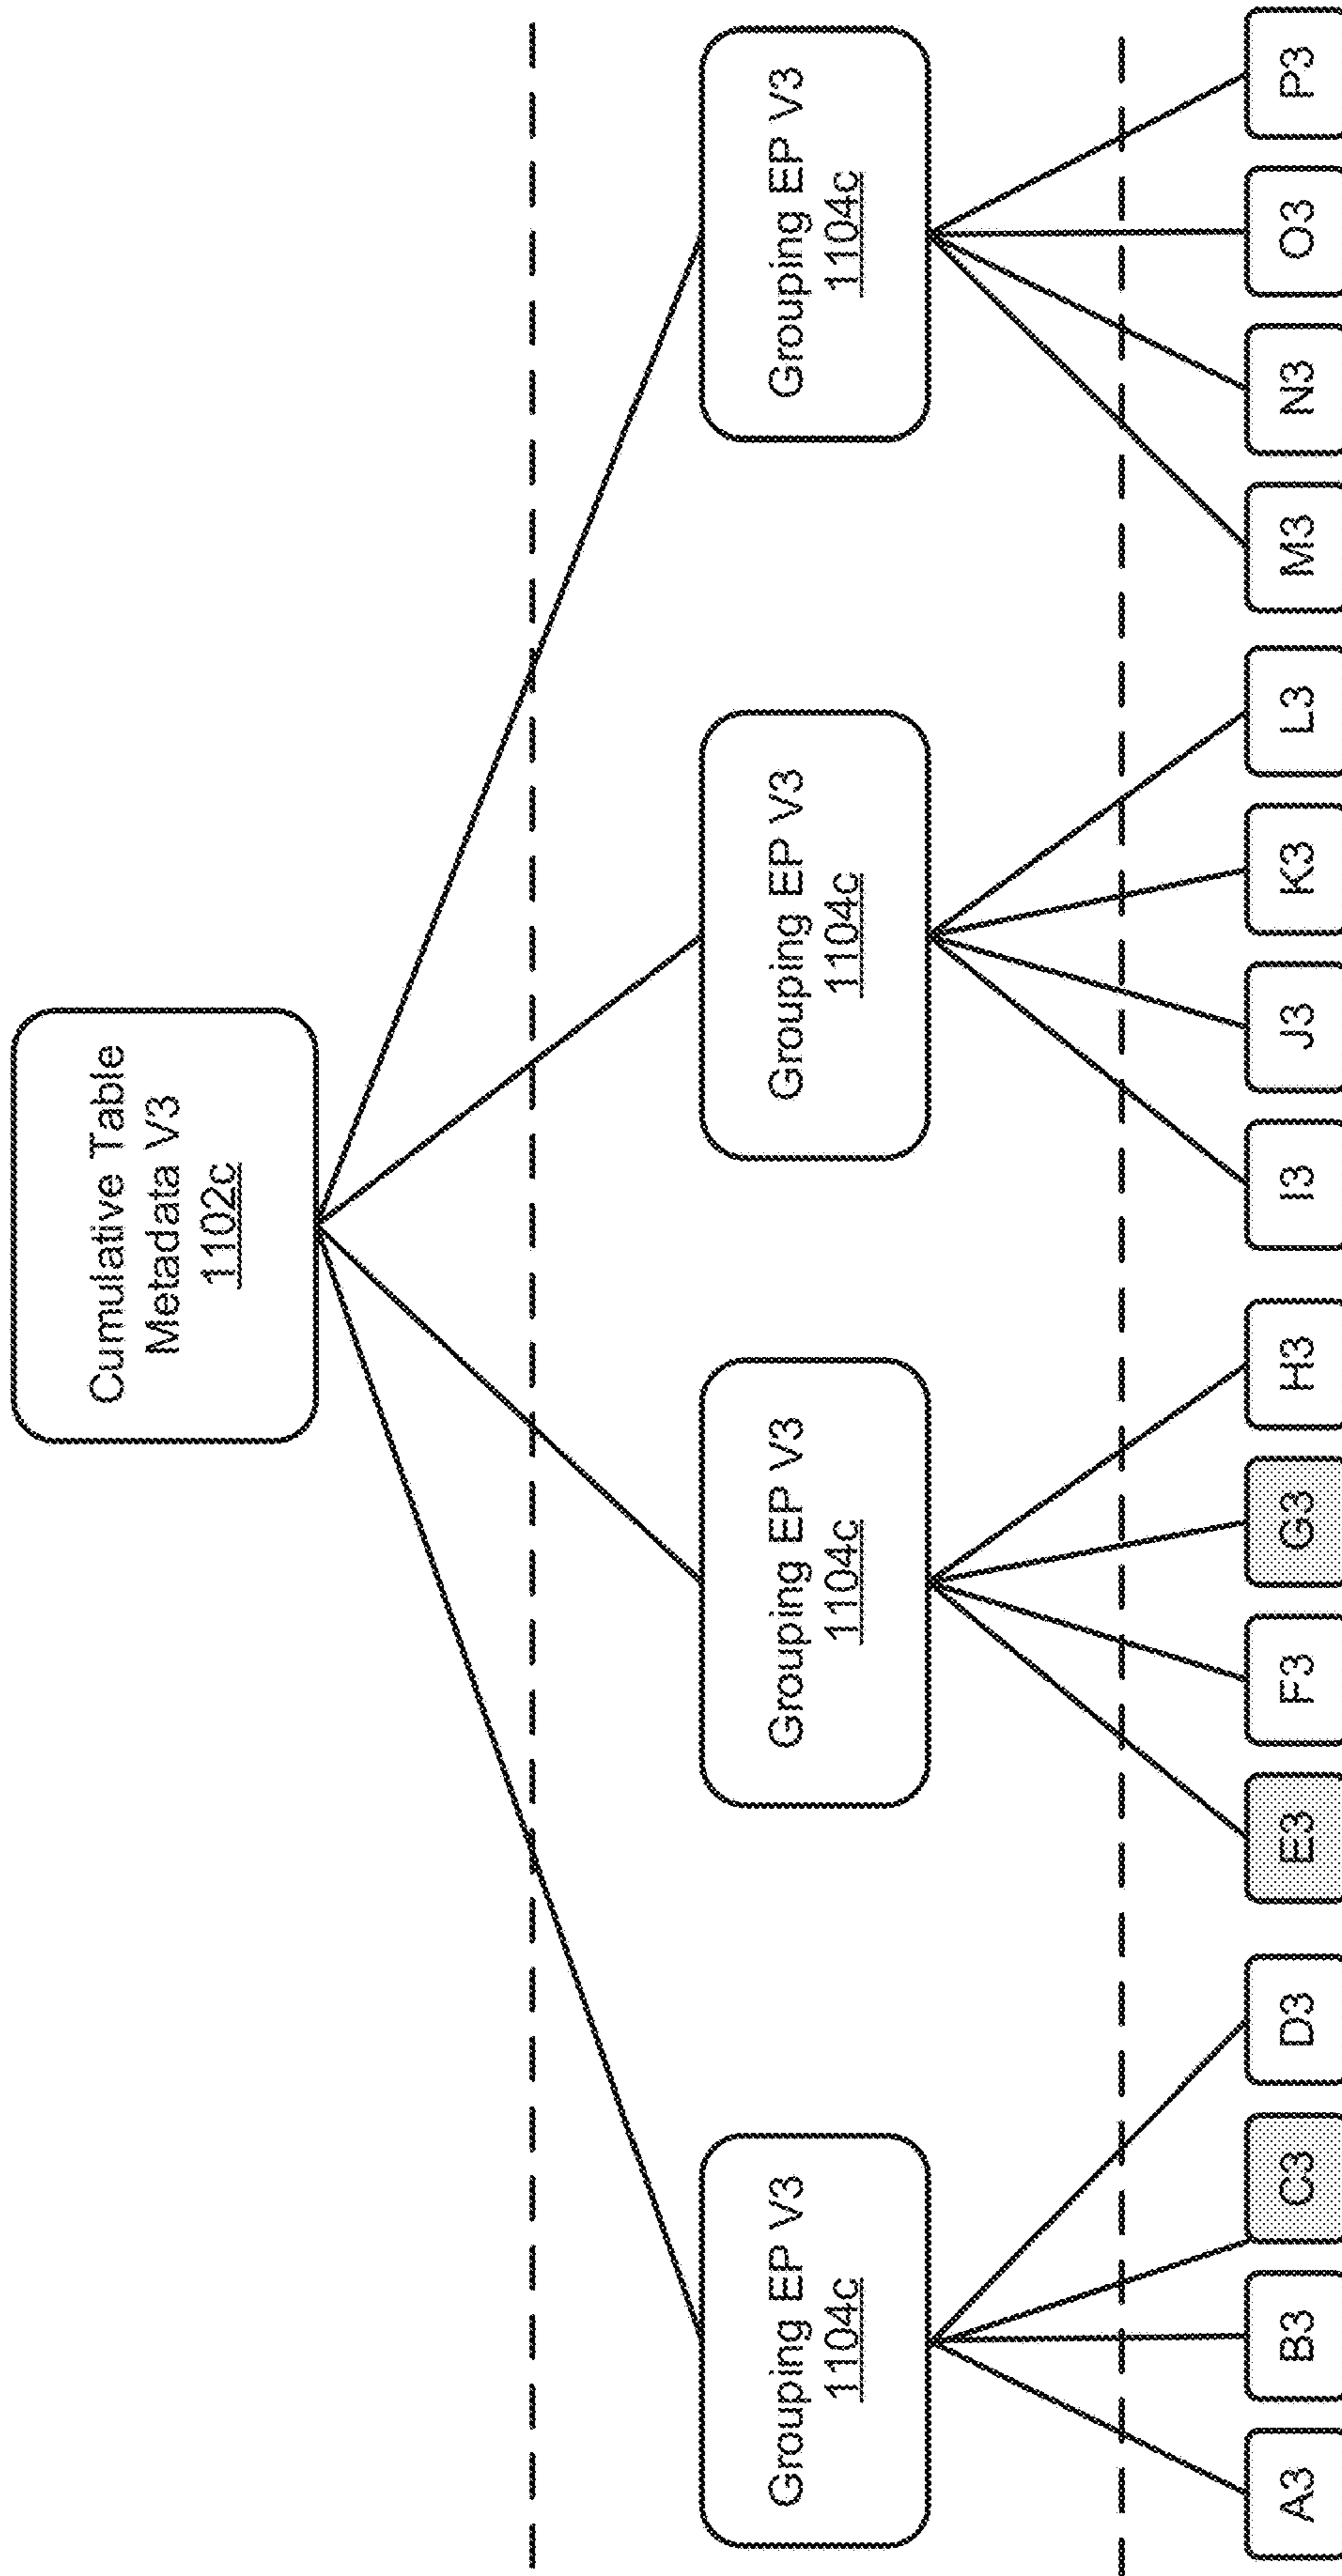 Cumulative Table
Metadata V3
1102c
Grouping EP V3
1104c
Grouping EP V3
1104c
Grouping EP V3
1104c
Grouping EP V3
1104c
A3
B3
C3
D3
E3
F3
G3
H3
I3
J3
K3
L3
M3
N3
O3
P3